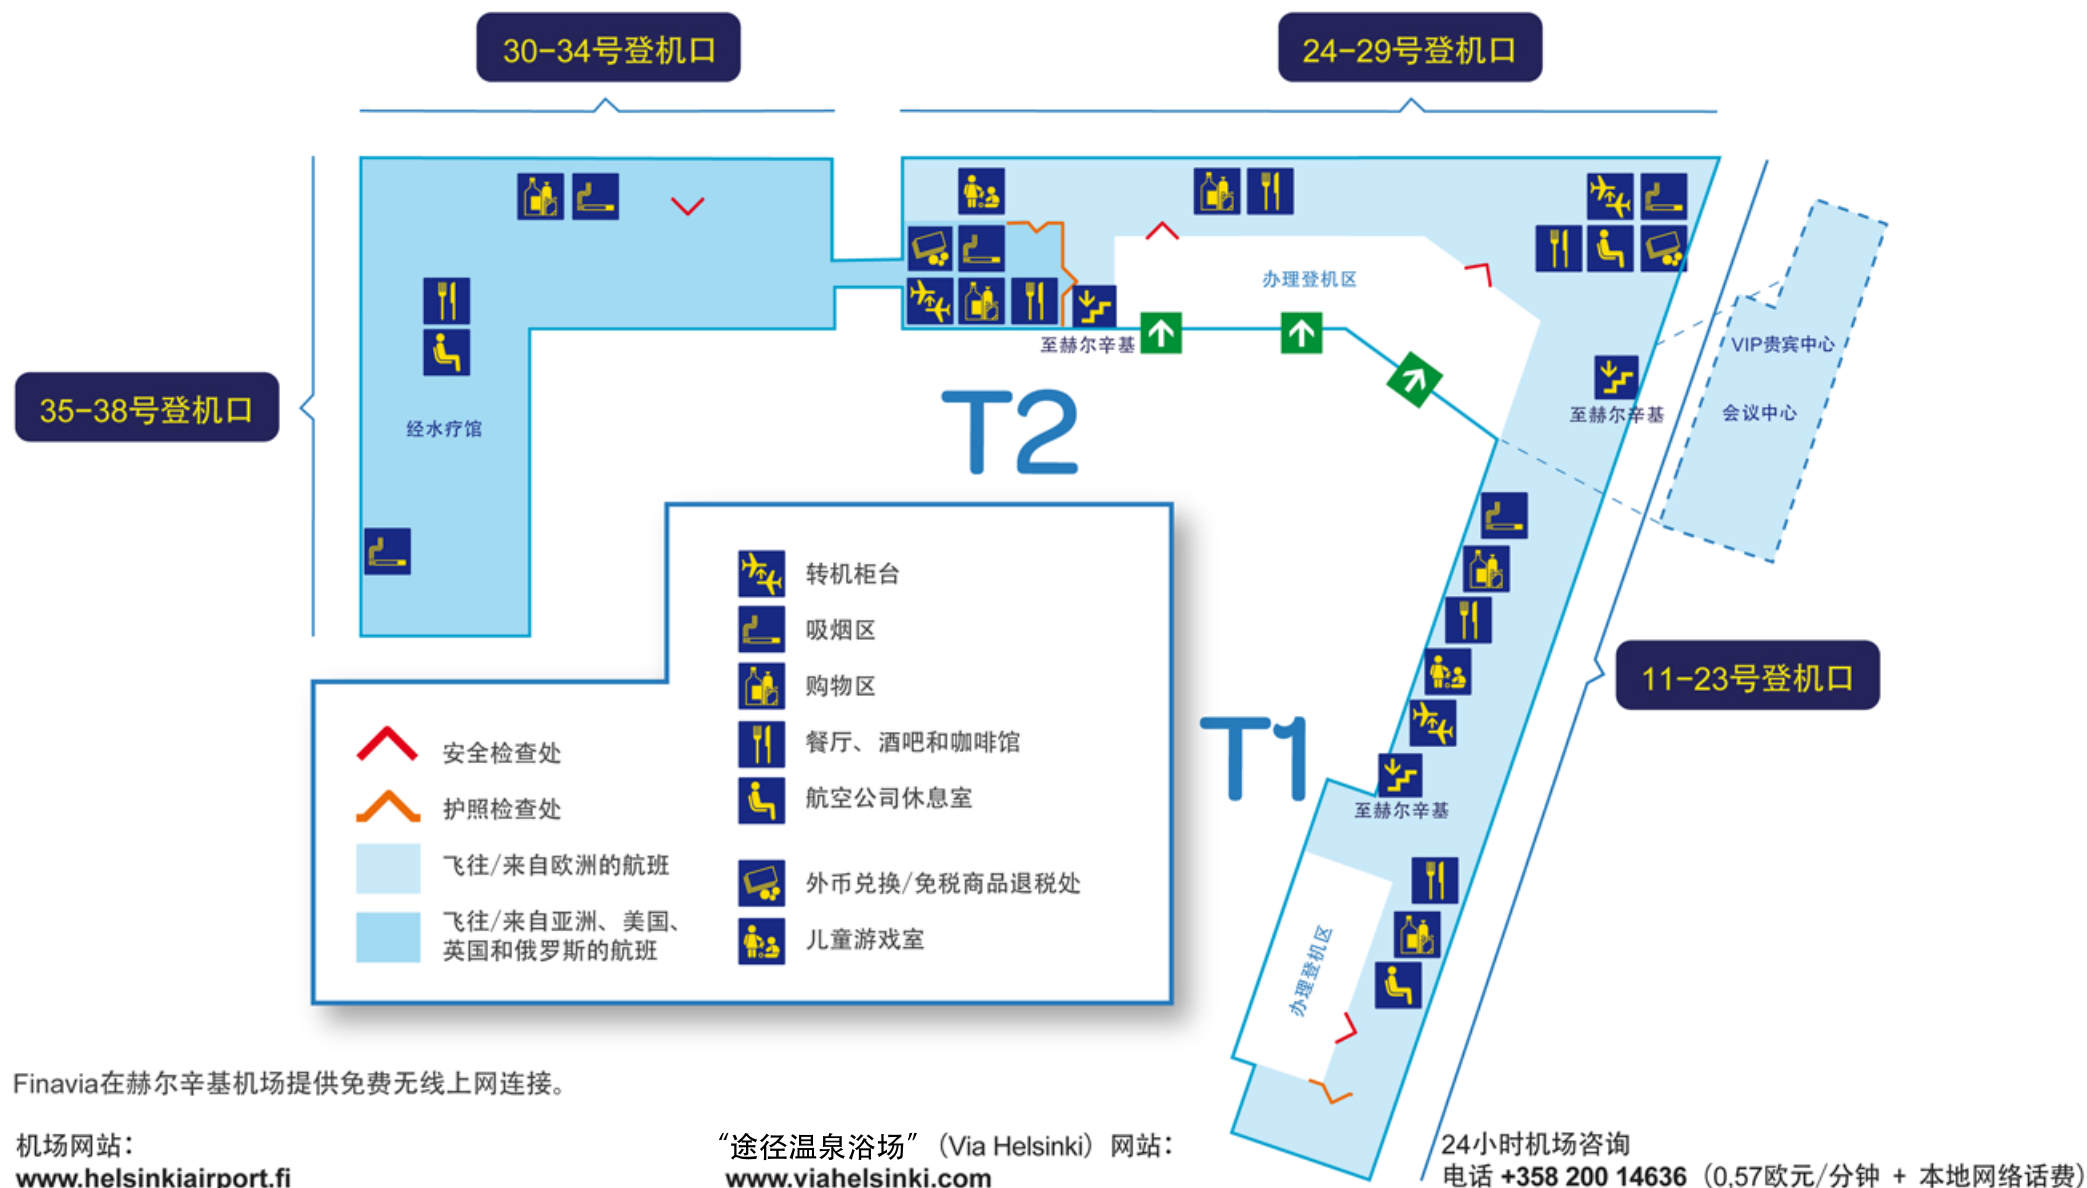 30-34号登机口
24-29号登机口
办理登机区
至赫尔辛基
VIP贵宾中心
会议中心
至赫尔辛基
35-38号登机口
经水疗馆
T2
转机柜台
吸烟区
购物区
餐厅、酒吧和咖啡馆
航空公司休息室
外币兑换/免税商品退税处
儿童游戏室
安全检查处
护照检查处
飞往/来自欧洲的航班
飞往/来自亚洲、美国、
英国和俄罗斯的航班
11-23号登机口
T1
至赫尔辛基
办理登机区
Finavia在赫尔辛基机场提供免费无线上网连接。
机场网站：
www.helsinkiairport.fi
“途径温泉浴场”（Via Helsinki）网站：
www.viahelsinki.com
24小时机场咨询
电话 +358 200 14636（0,57欧元/分钟 + 本地网络话费）